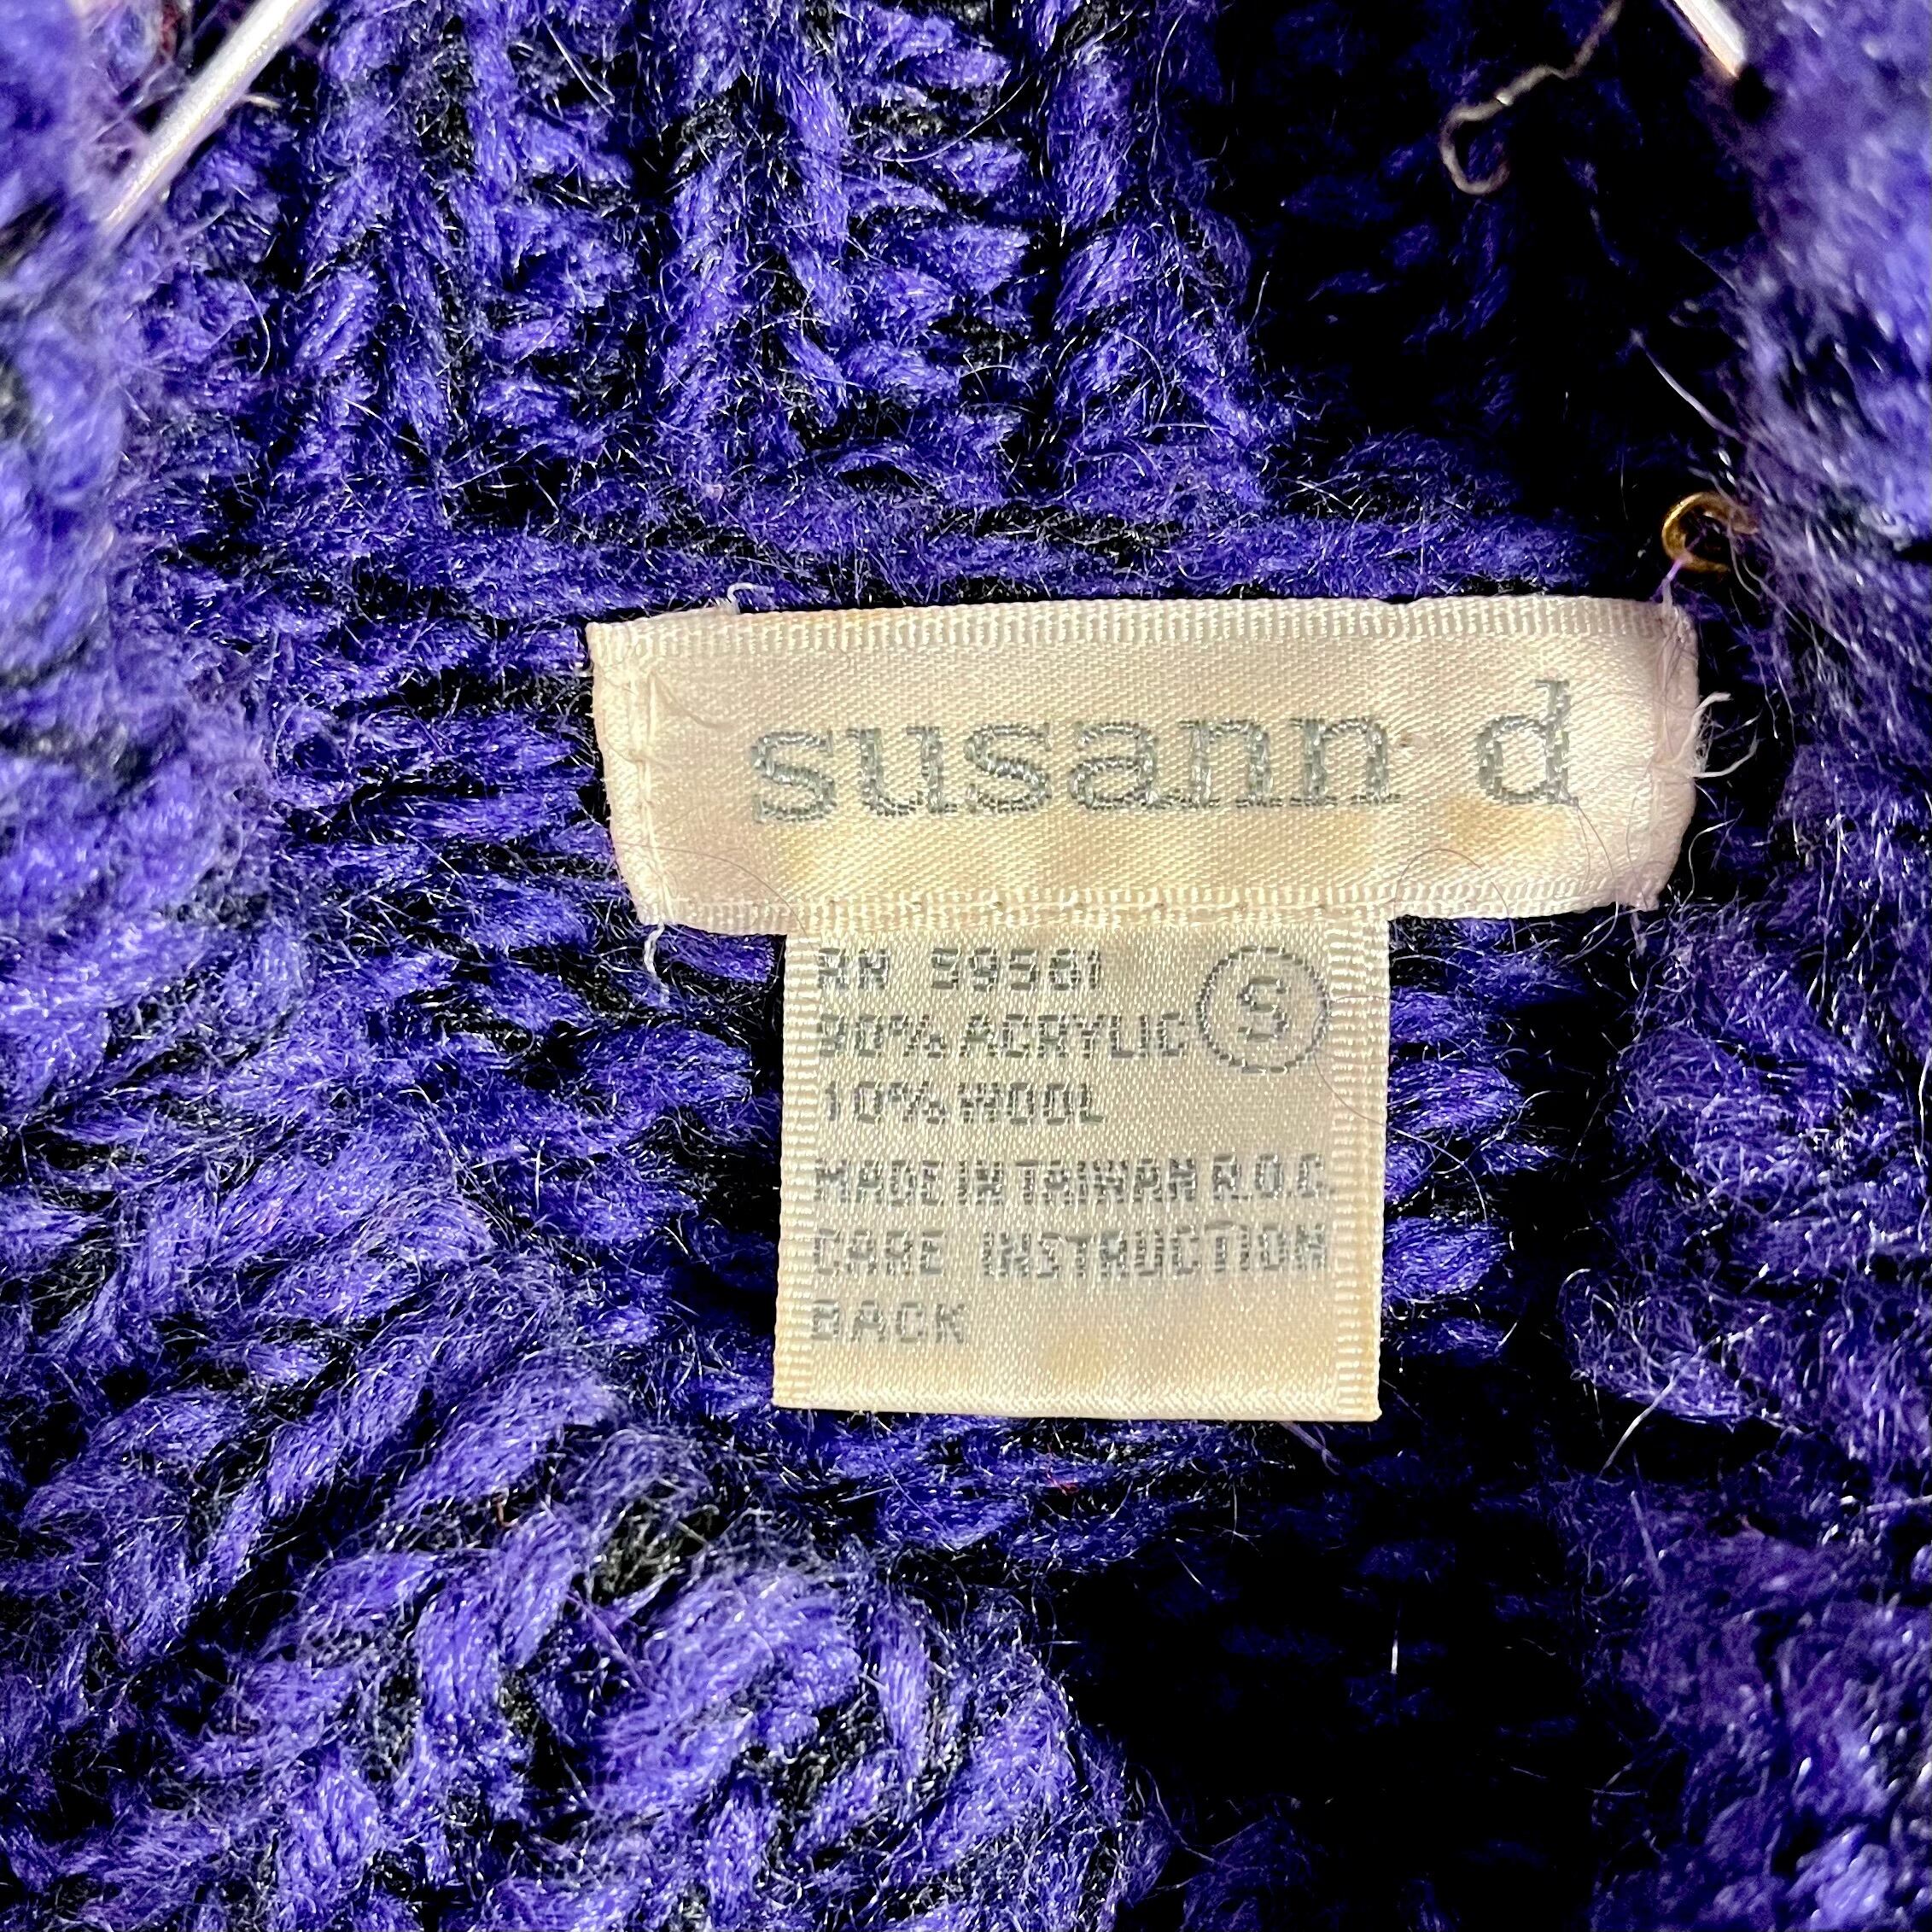 susann d
RN 59561
S
90% ACRYLIC
10% WOOL
MADE IN TAIWAN R.O.C.
CARE INSTRUCTION
BACK